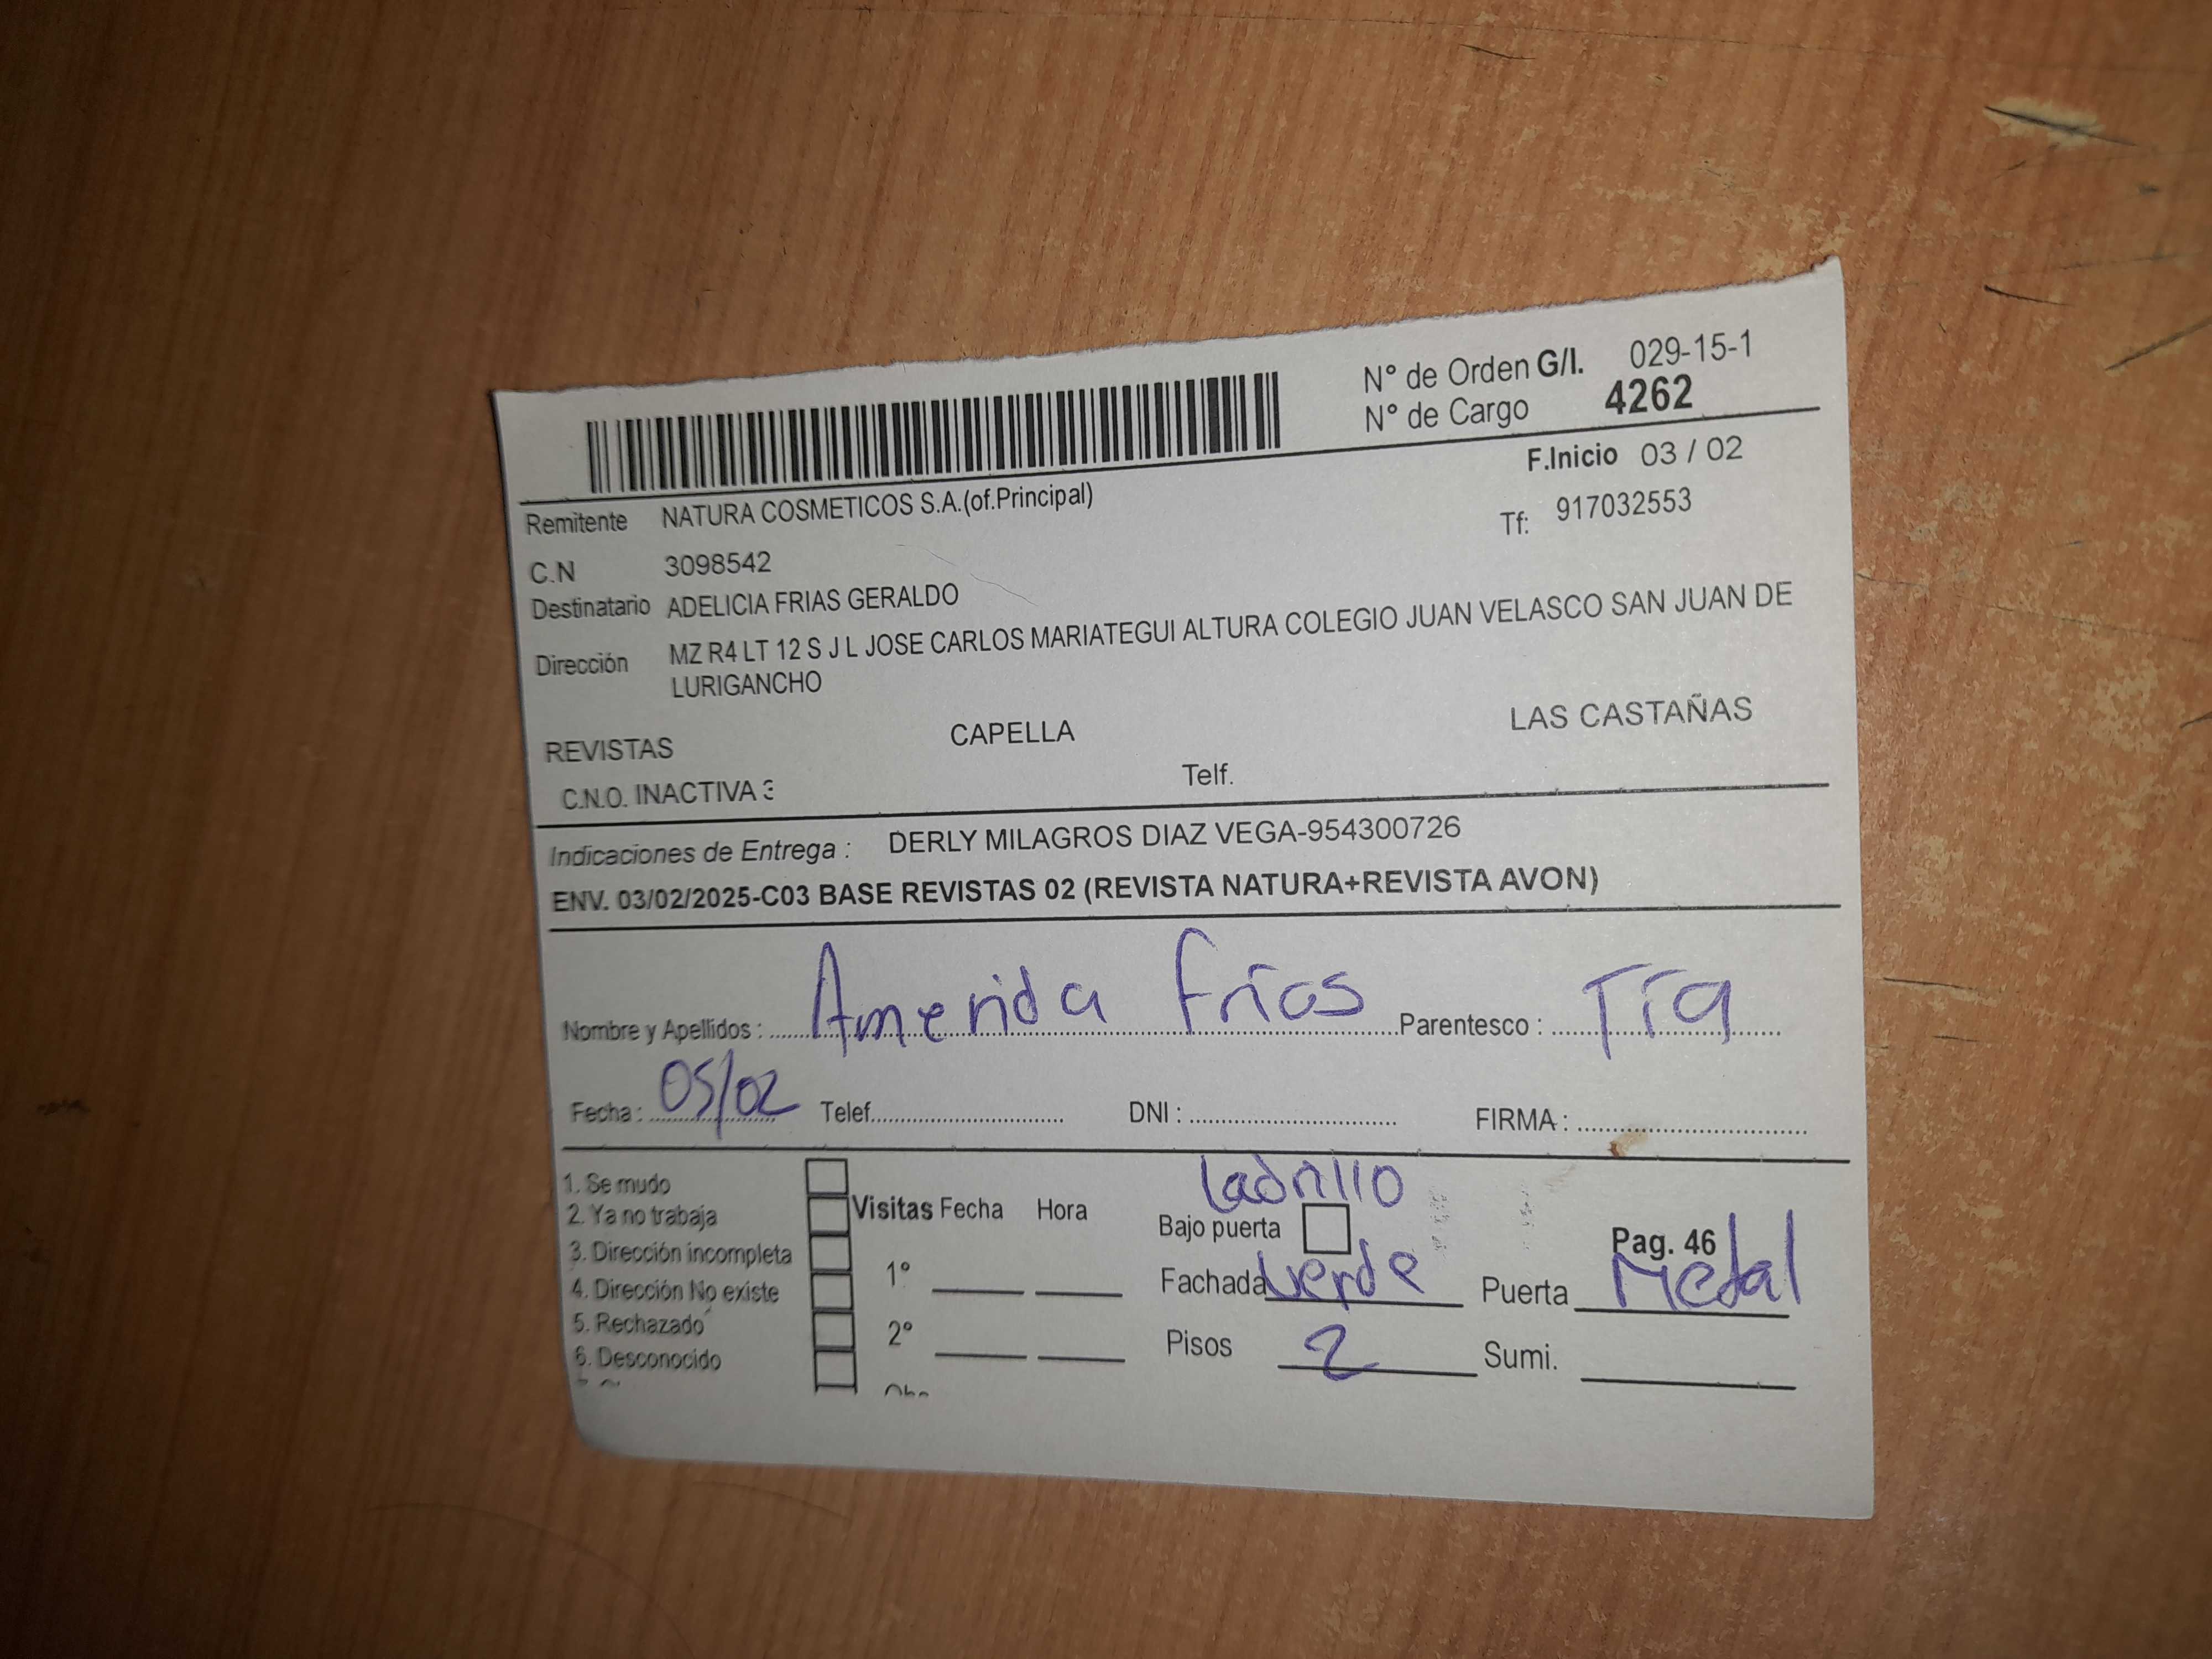 N° de Orden G/I. 029-15-1
N° de Cargo 4262
F.Inicio 03 / 02
Remitente NATURA COSMETICOS S.A.(of.Principal)
Tf: 917032553
C.N 3098542
Destinatario ADELICIA FRIAS GERALDO
Dirección MZ R4 LT 12 S J L JOSE CARLOS MARIATEGUI ALTURA COLEGIO JUAN VELASCO SAN JUAN DE
LURIGANCHO
REVISTAS CAPELLA LAS CASTAÑAS
C.N.O. INACTIVA 3 Telf.
Indicaciones de Entrega : DERLY MILAGROS DIAZ VEGA-954300726
ENV. 03/02/2025-C03 BASE REVISTAS 02 (REVISTA NATURA+REVISTA AVON)
Nombre y Apellidos : Amerida Frias Parentesco : Tía
Fecha : 05/02 Telef. DNI : FIRMA :
1. Se mudo
2. Ya no trabaja
3. Dirección incompleta
4. Dirección No existe
5. Rechazado
6. Desconocido
Visitas Fecha Hora
1°
2°
Ladrillo
Bajo puerta
Fachada verde
Pisos 2
Pag. 46
Puerta Metal
Sumi.